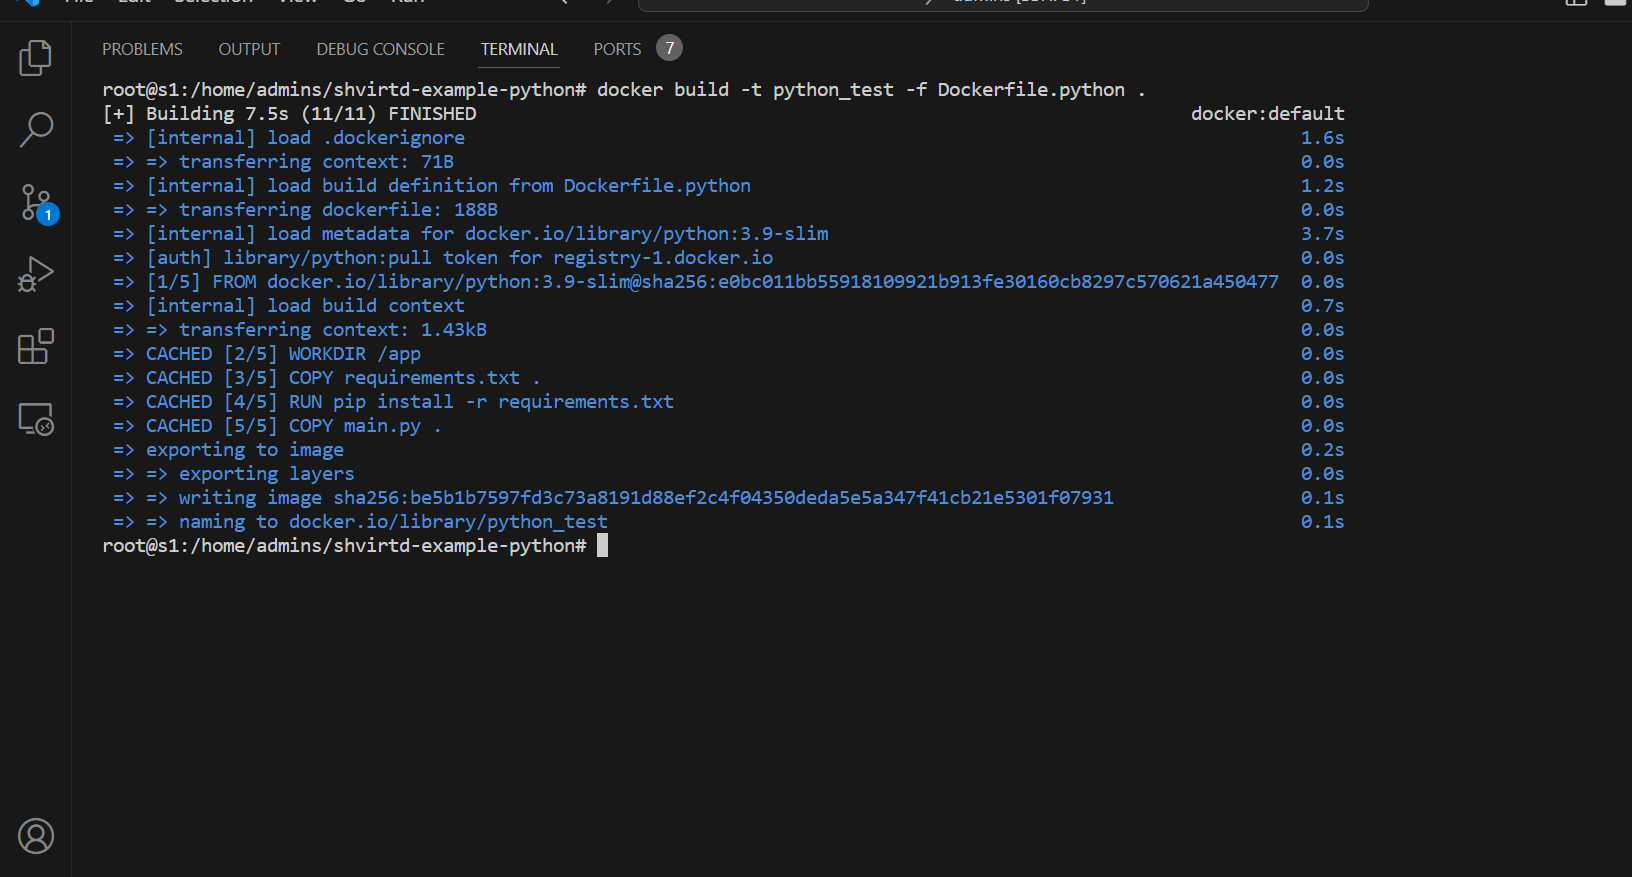 PROBLEMS OUTPUT DEBUG CONSOLE TERMINAL PORTS 7
root@s1:/home/admins/shvirtd-example-python# docker build -t python_test -f Dockerfile.python .
[+] Building 7.5s (11/11) FINISHED docker:default
=> [internal] load .dockerignore 1.6s
=> => transferring context: 71B 0.0s
=> [internal] load build definition from Dockerfile.python 1.2s
=> => transferring dockerfile: 188B 0.0s
=> [internal] load metadata for docker.io/library/python:3.9-slim 3.7s
=> [auth] library/python:pull token for registry-1.docker.io 0.0s
=> [1/5] FROM docker.io/library/python:3.9-slim@sha256:e0bc011bb55918109921b913fe30160cb8297c570621a450477 0.0s
=> [internal] load build context 0.7s
=> => transferring context: 1.43kB 0.0s
=> CACHED [2/5] WORKDIR /app 0.0s
=> CACHED [3/5] COPY requirements.txt . 0.0s
=> CACHED [4/5] RUN pip install -r requirements.txt 0.0s
=> CACHED [5/5] COPY main.py . 0.0s
=> exporting to image 0.2s
=> => exporting layers 0.0s
=> => writing image sha256:be5b1b7597fd3c73a8191d88ef2c4f04350deda5e5a347f41cb21e5301f07931 0.1s
=> => naming to docker.io/library/python_test 0.1s
root@s1:/home/admins/shvirtd-example-python#
1